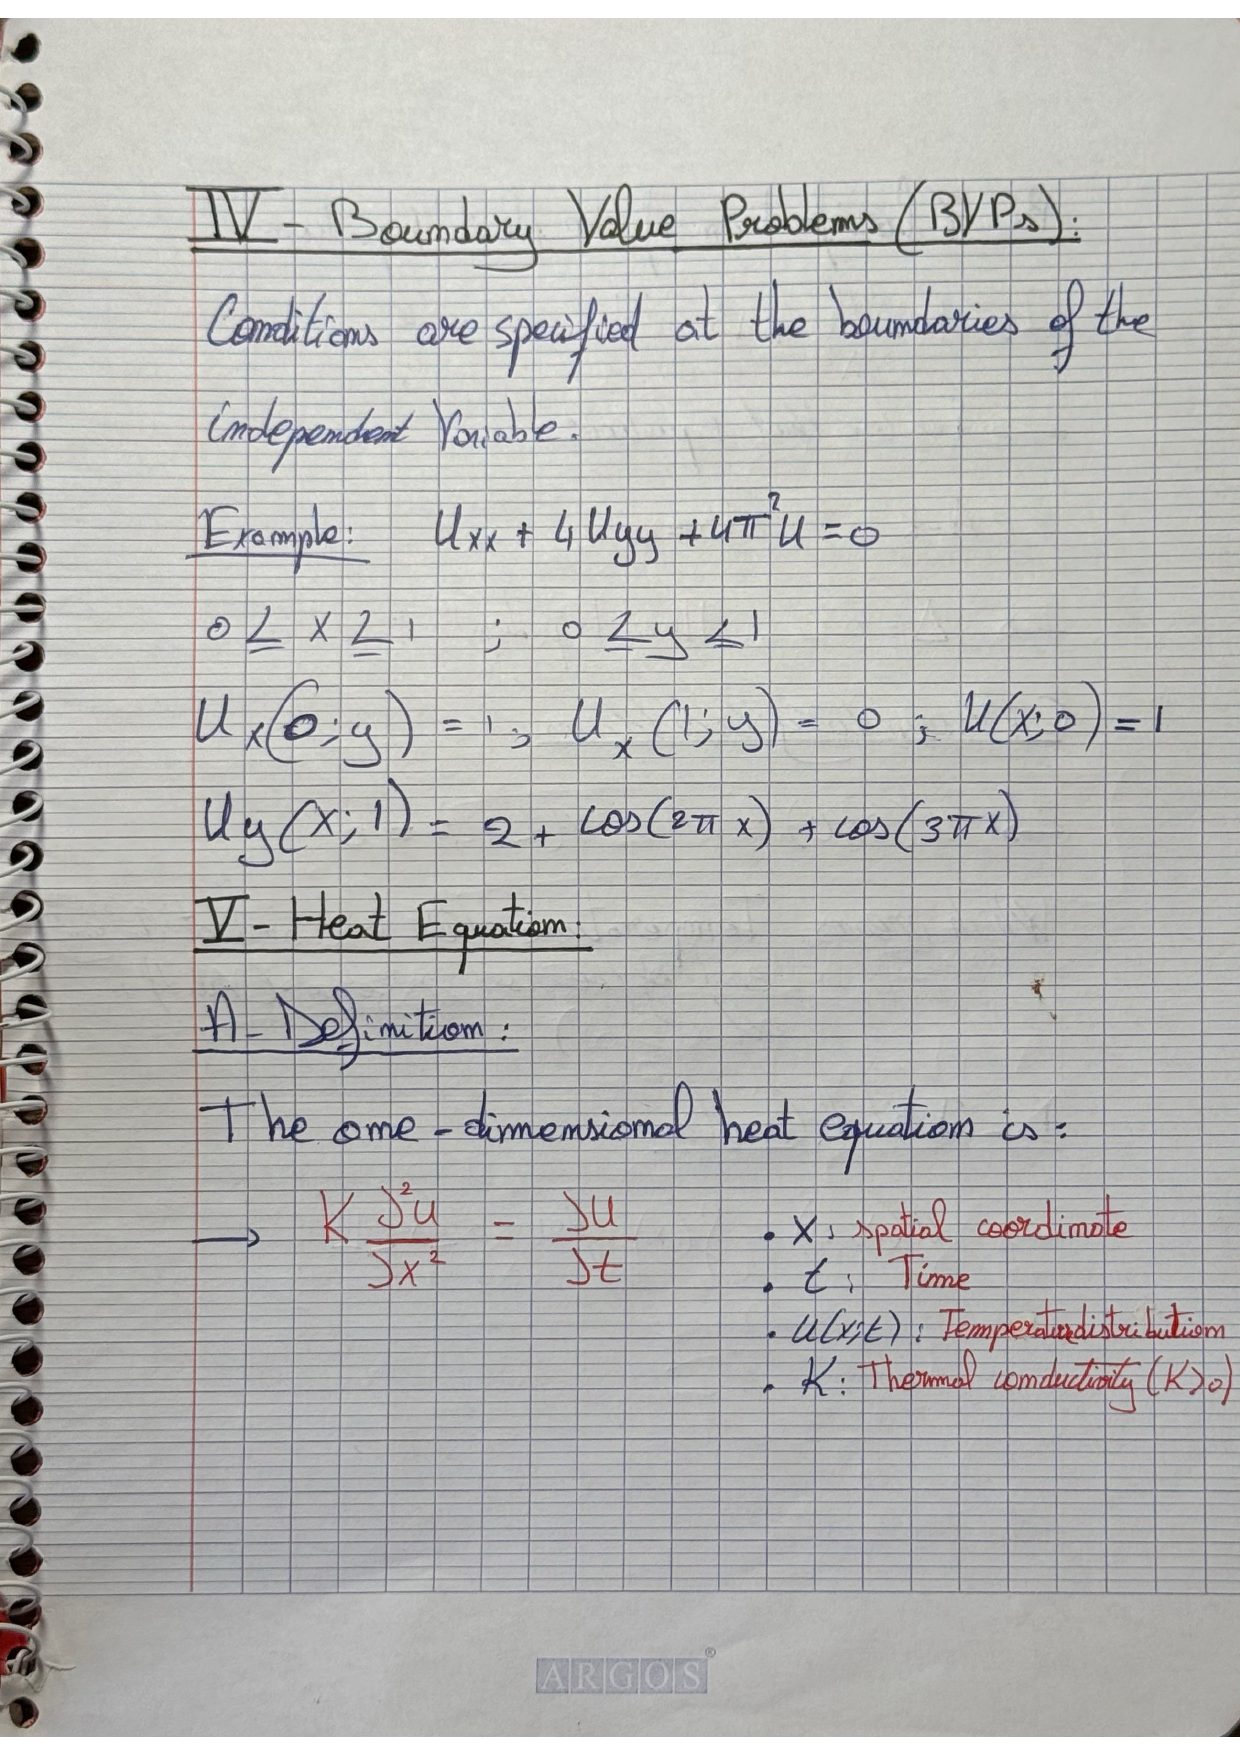 IV - Boundary Value Problems (BVPs):
Conditions are specified at the boundaries of the
independent Variable.
Example: Uxx + 4Uyy + 4π²U = 0
0 ≤ x ≤ 1 ; 0 ≤ y ≤ 1
Ux(0;y) = 1; Ux(1;y) = 0 ; U(x;0) = 1
Uy(x;1) = 2 + cos(2πx) + cos(3πx)
V - Heat Equation:
A - Definition:
The one-dimensional heat equation is:
→ K ∂²u/∂x² = ∂u/∂t
• x: spatial coordinate
• t: Time
• u(x;t): Temperature distribution
• K: Thermal conductivity (K>0)
ARGOS®